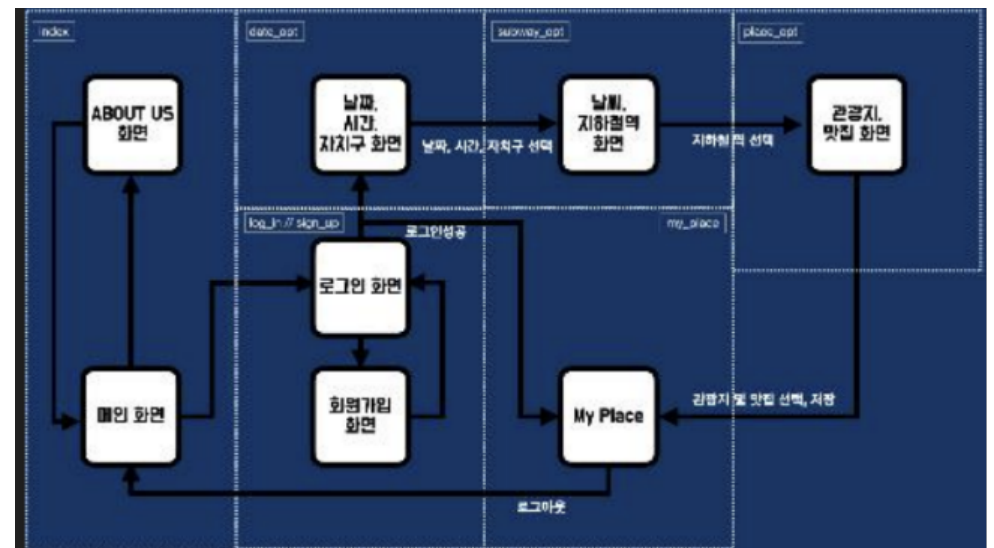 index
date_opt
subway_opt
place_opt
ABOUT US
화면
날짜,
시간,
자치구 화면
날짜, 시간, 자치구 선택
날씨,
지하철역
화면
지하철 역 선택
관광지,
맛집 화면
log_in // sign_up
로그인성공
my_place
로그인 화면
메인 화면
회원가입
화면
My Place
관광지 및 맛집 선택, 저장
로그아웃